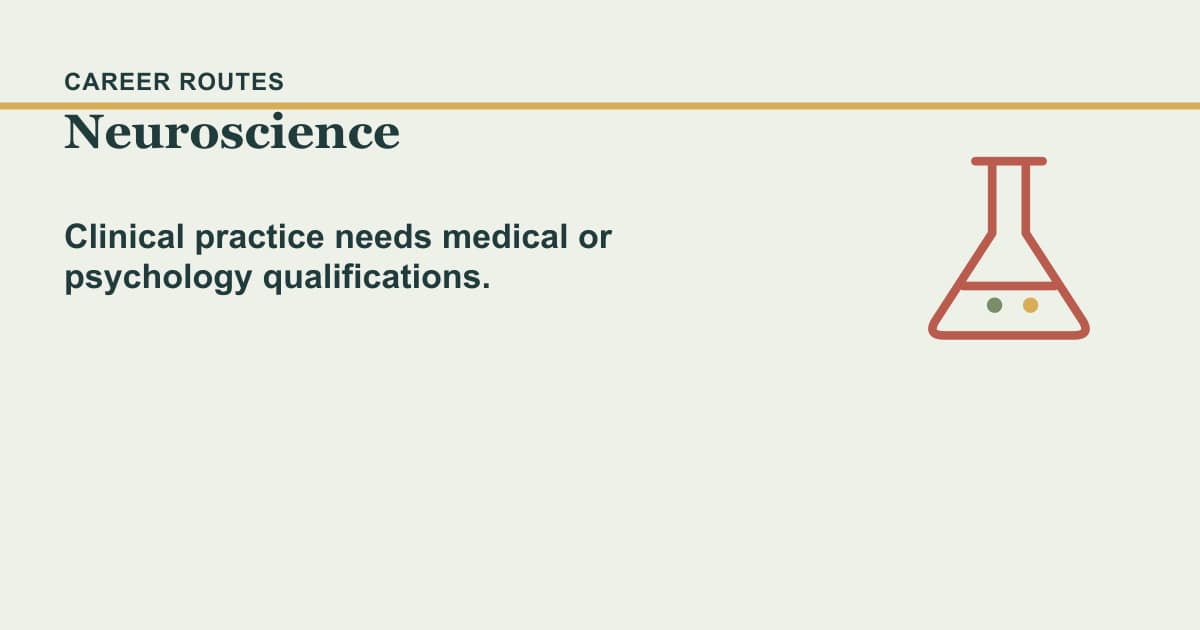 CAREER ROUTES
Neuroscience
Clinical practice needs medical or
psychology qualifications.